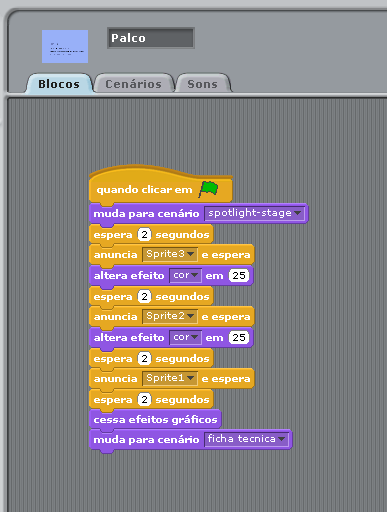 Palco
Blocos Cenários Sons
quando clicar em
muda para cenário spotlight-stage
espera 2 segundos
anuncia Sprite3 e espera
altera efeito cor em 25
espera 2 segundos
anuncia Sprite2 e espera
altera efeito cor em 25
espera 2 segundos
anuncia Sprite1 e espera
espera 2 segundos
cessa efeitos gráficos
muda para cenário ficha tecnica